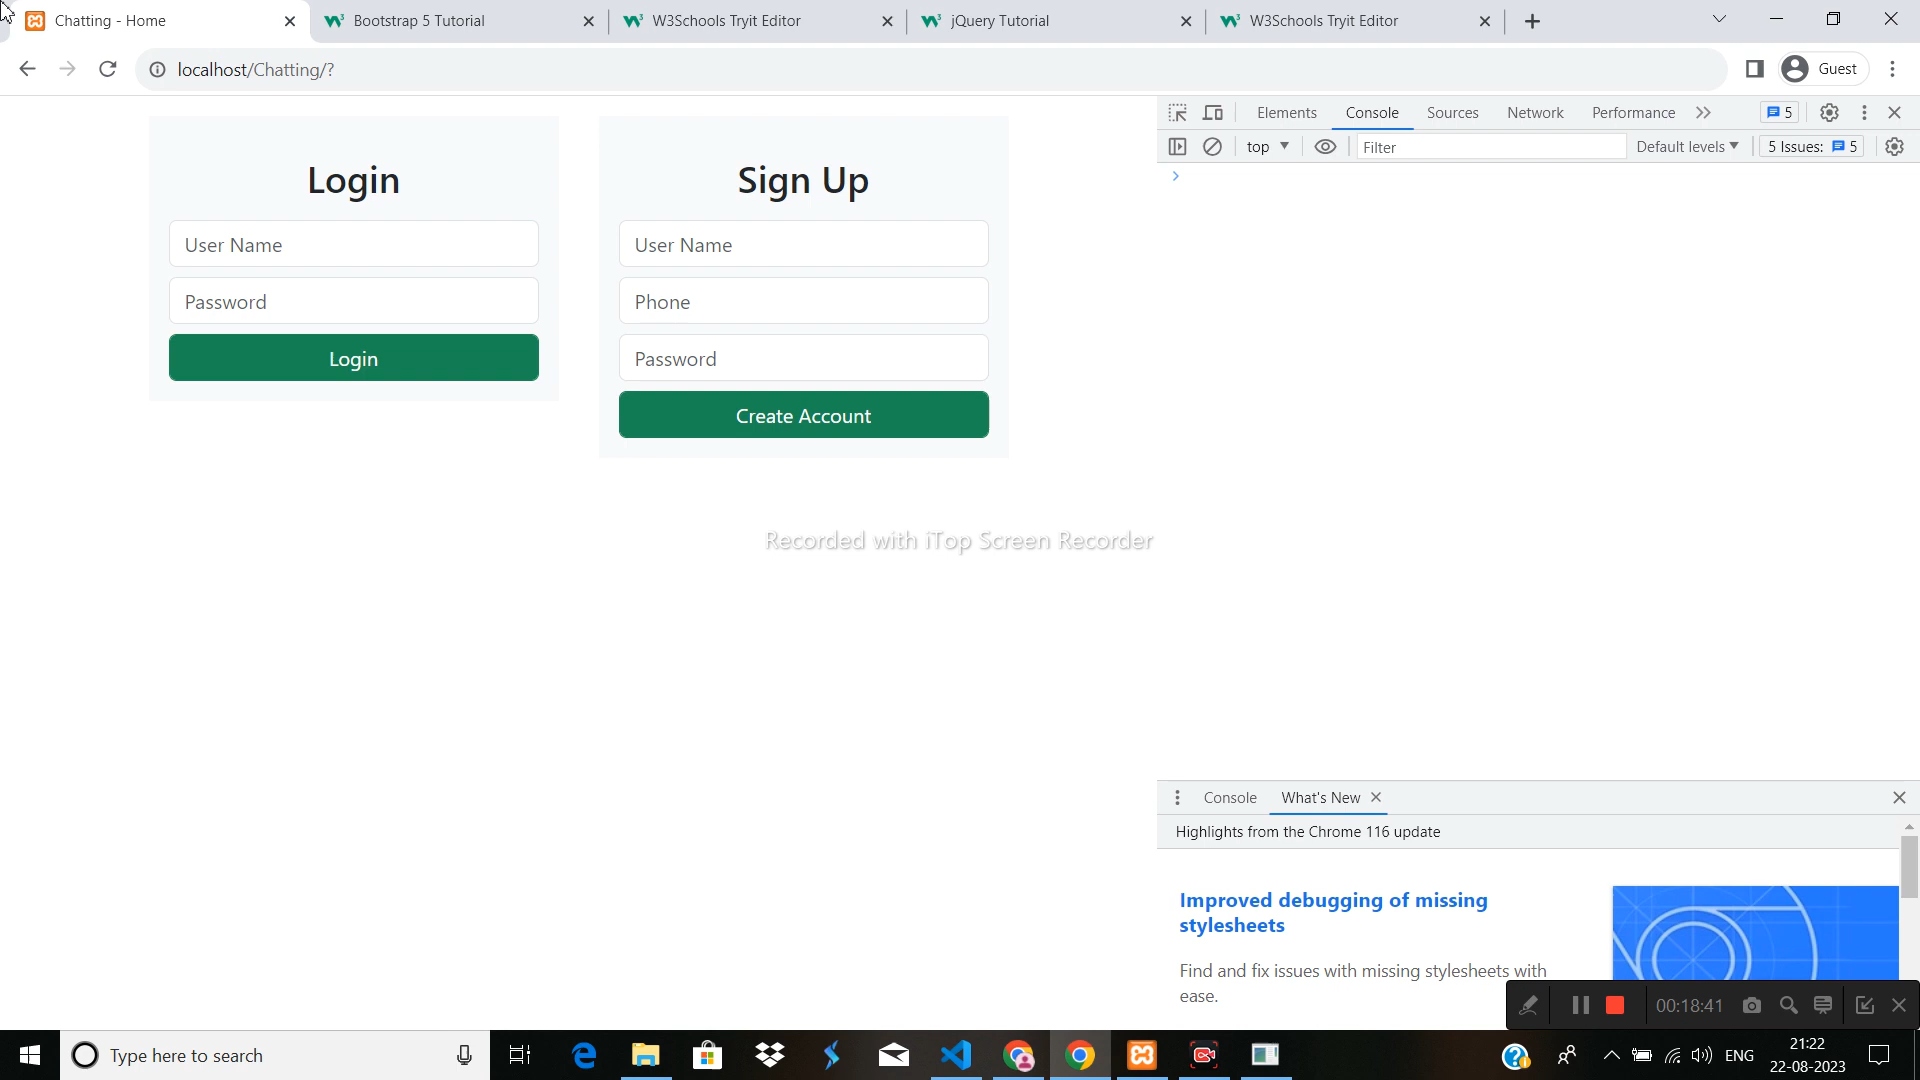 Chatting - Home
Bootstrap 5 Tutorial
W3Schools Tryit Editor
jQuery Tutorial
W3Schools Tryit Editor
localhost/Chatting/?
Guest
Elements Console Sources Network Performance 5
top Filter Default levels 5 Issues: 5
Login
User Name
Password
Login
Sign Up
User Name
Phone
Password
Create Account
Recorded with iTop Screen Recorder
Console What's New
Highlights from the Chrome 116 update
Improved debugging of missing
stylesheets
Find and fix issues with missing stylesheets with
ease.
00:18:41
Type here to search
ENG
21:22
22-08-2023